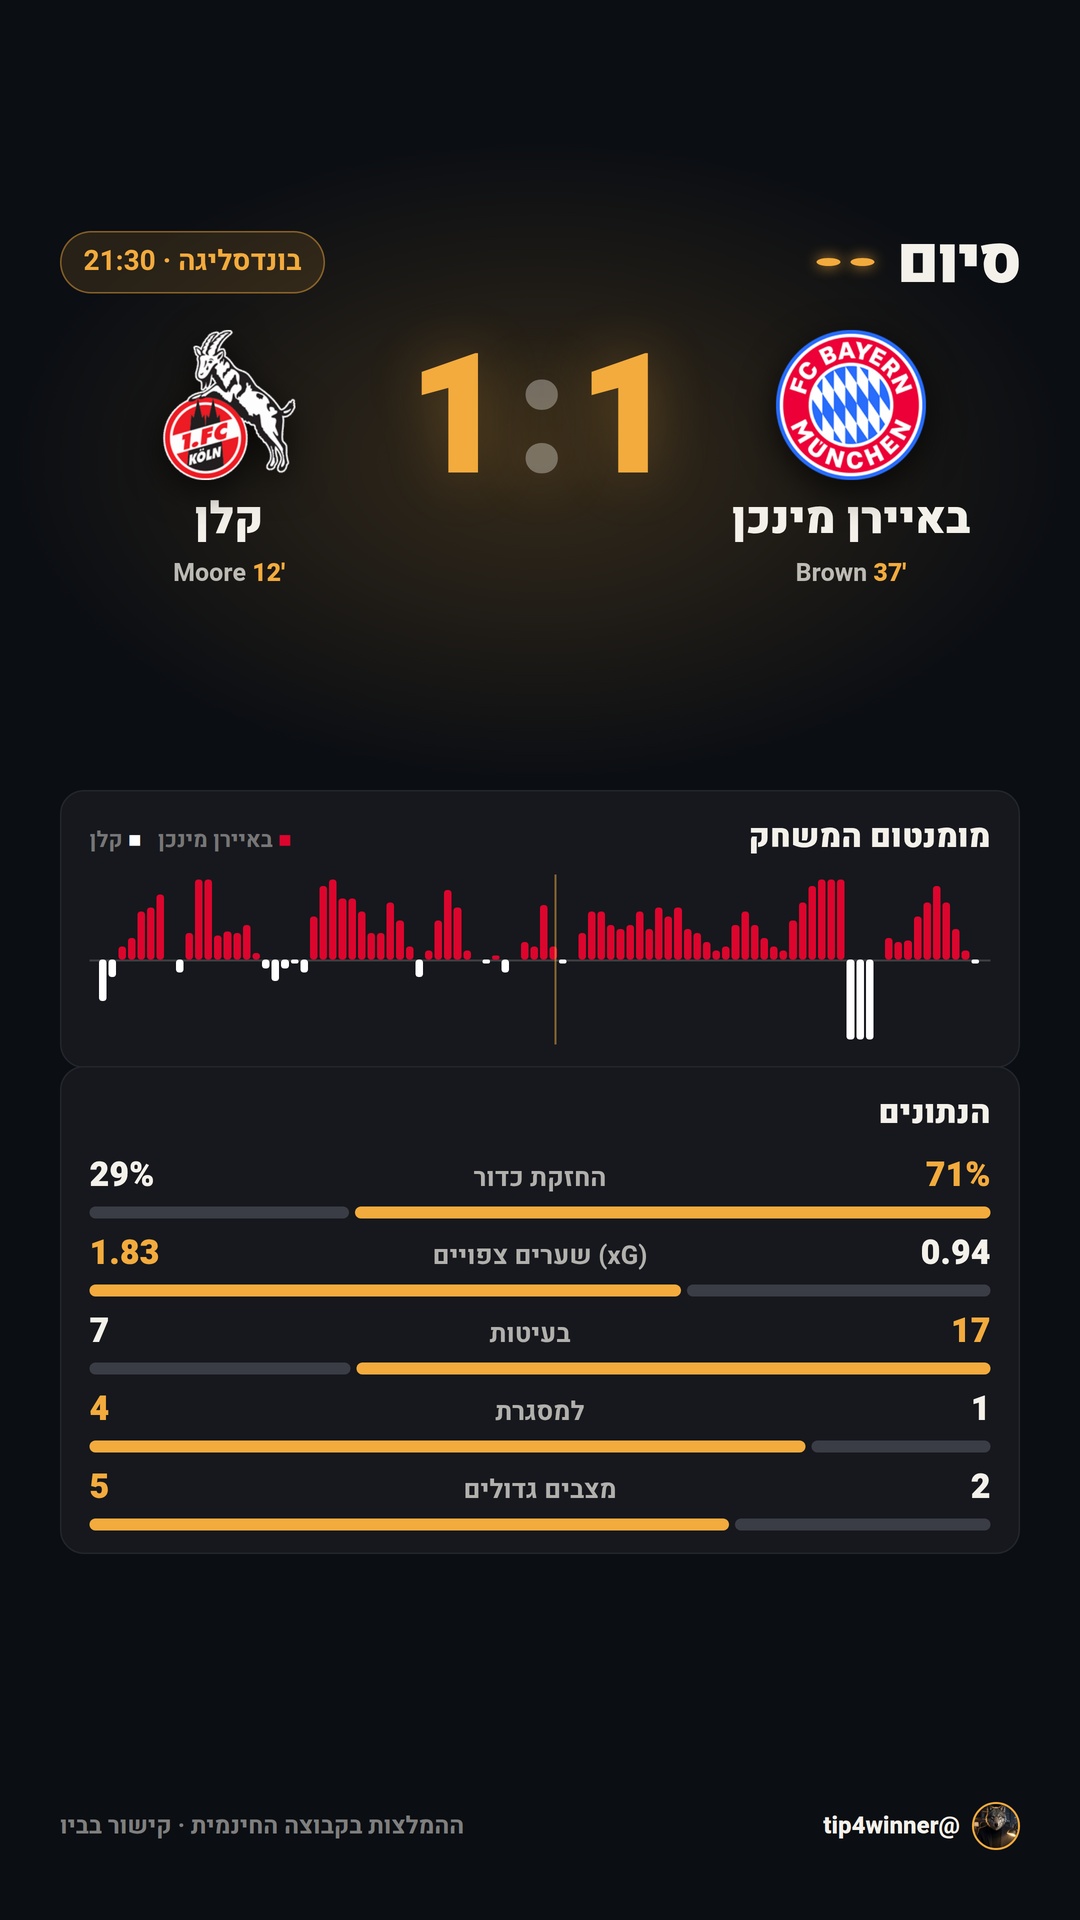 סיום
בונדסליגה · 21:30
FC BAYERN
MÜNCHEN
1:1
1.FC
KÖLN
באיירן מינכן
קלן
Brown 37'
Moore 12'
מומנטום המשחק
באיירן מינכן קלן
הנתונים
71% החזקת כדור 29%
0.94 שערים צפויים (xG) 1.83
17 בעיטות 7
1 למסגרת 4
2 מצבים גדולים 5
@tip4winner
ההמלצות בקבוצה החינמית · קישור בביו